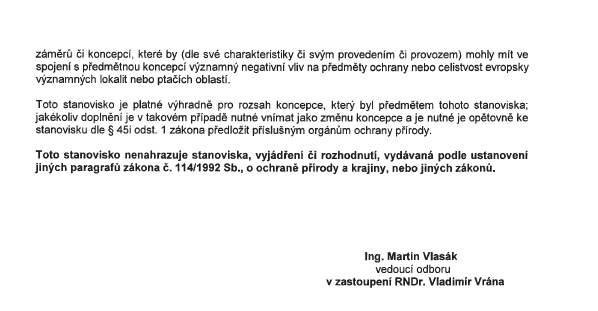 záměrů či koncepcí, které by (dle své charakteristiky či svým provedením či provozem) mohly mít ve
spojení s předmětnou koncepcí významný negativní vliv na předměty ochrany nebo celistvost evropsky
významných lokalit nebo ptačích oblastí.
Toto stanovisko je platné výhradně pro rozsah koncepce, který byl předmětem tohoto stanoviska;
jakékoliv doplnění je v takovém případě nutné vnímat jako změnu koncepce a je nutné je opětovně ke
stanovisku dle § 45i odst. 1 zákona předložit příslušným orgánům ochrany přírody.
Toto stanovisko nenahrazuje stanoviska, vyjádření či rozhodnutí, vydávaná podle ustanovení
jiných paragrafů zákona č. 114/1992 Sb., o ochraně přírody a krajiny, nebo jiných zákonů.
Ing. Martin Vlasák
vedoucí odboru
v zastoupení RNDr. Vladimír Vrána